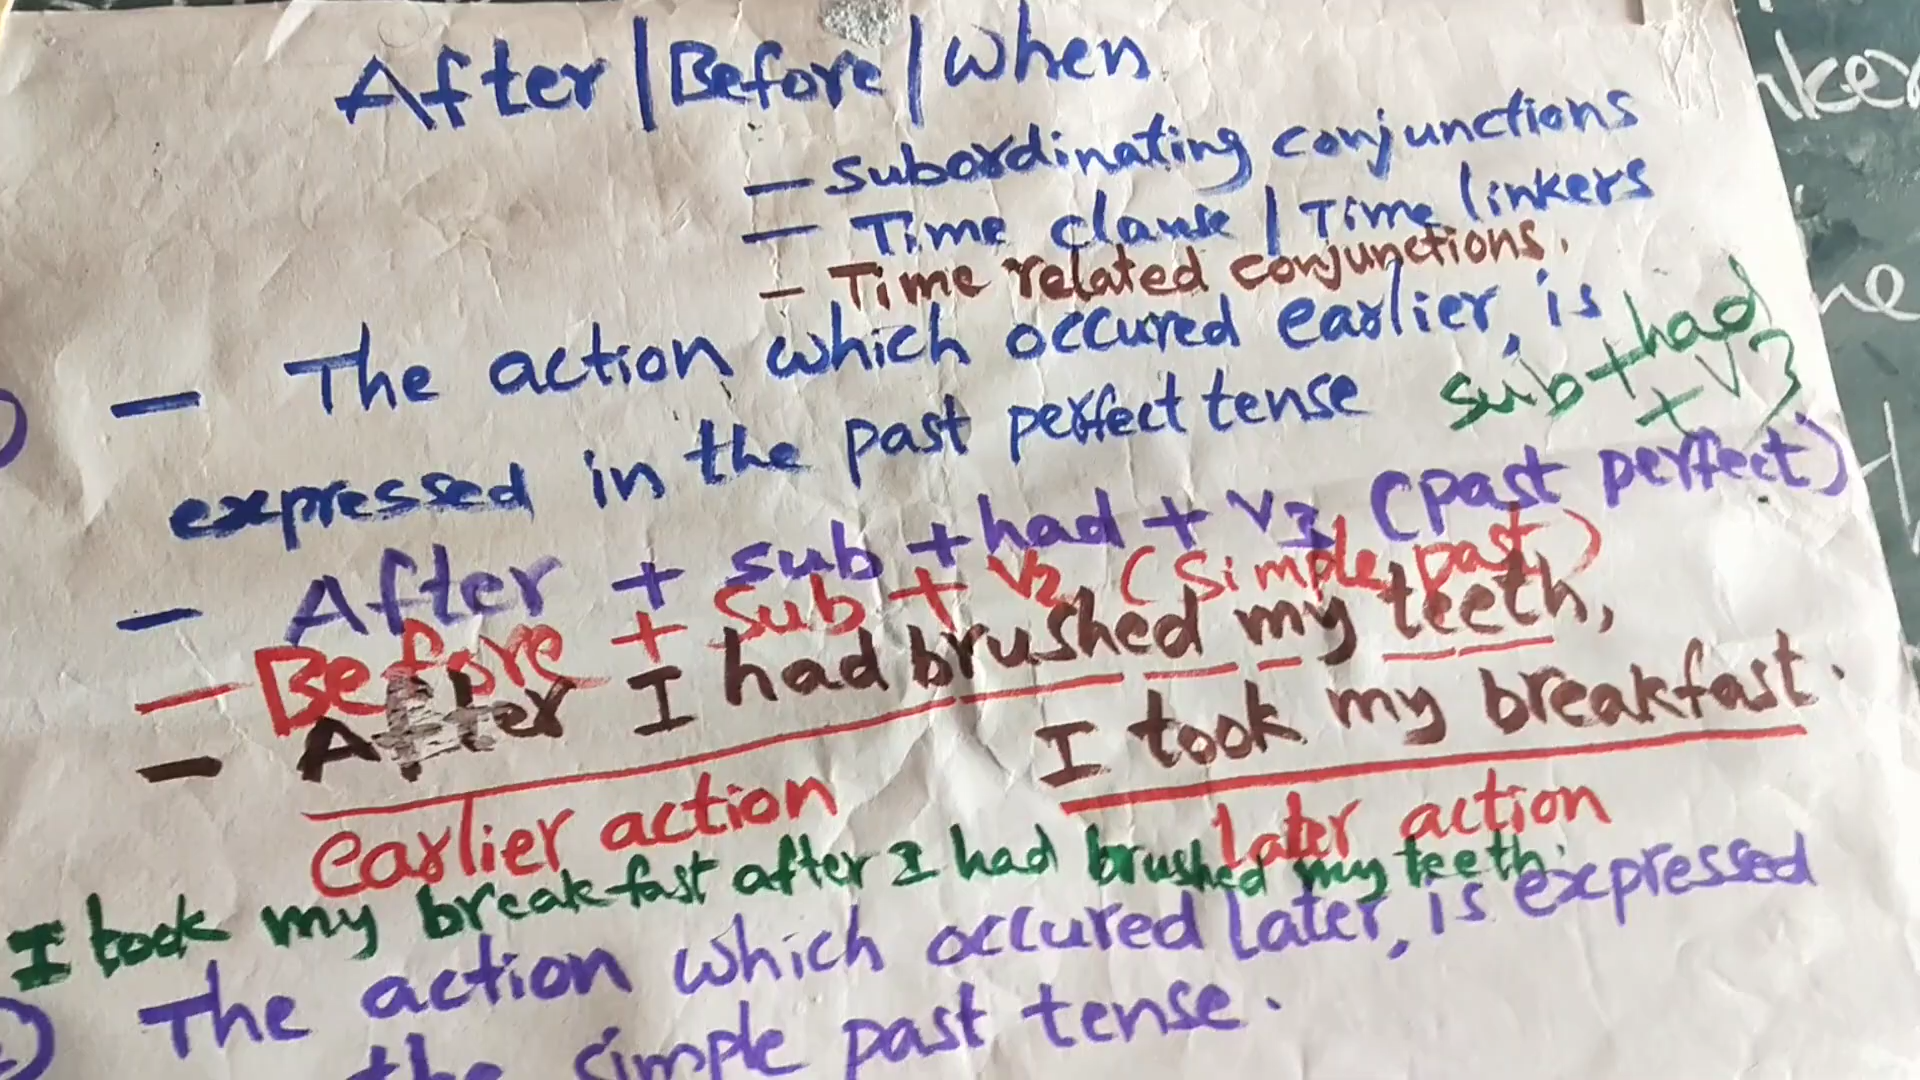 After | Before | When
— Subordinating conjunctions
— Time clause | Time linkers
— Time related conjunctions.
— The action which occured earlier, is
expressed in the past perfect tense sub + had
+ V3
— After + sub + had + V3 (past perfect)
— Before + sub + V2 (simple past)
— After I had brushed my teeth,
I took my breakfast.
earlier action
later action
I took my breakfast after I had brushed my teeth.
The action which occured later, is expressed
the simple past tense.